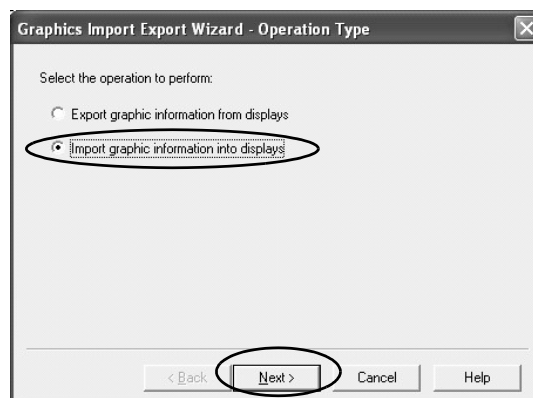 Graphics Import Export Wizard - Operation Type
Select the operation to perform:
Export graphic information from displays
Import graphic information into displays
< Back Next > Cancel Help